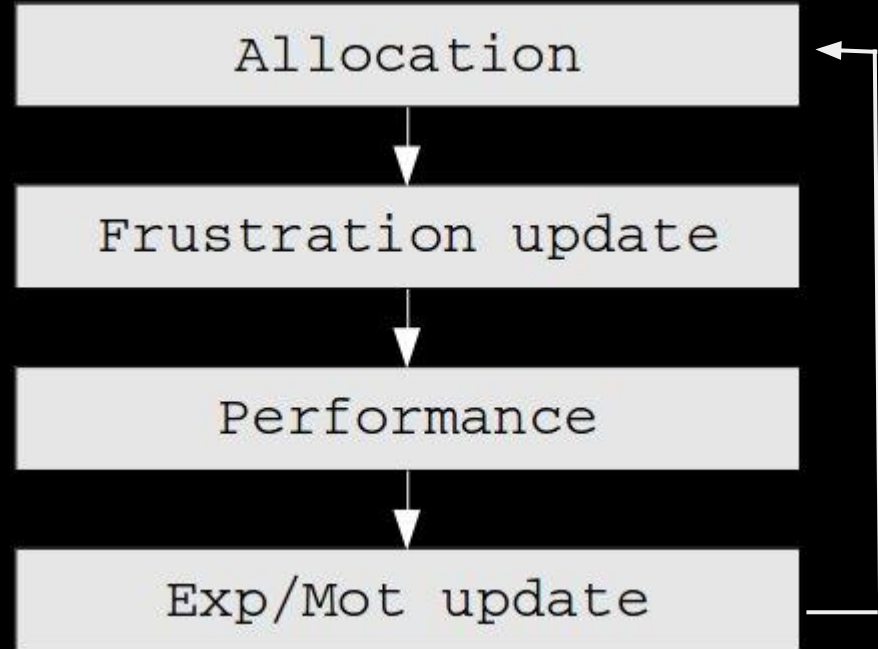 Allocation
Frustration update
Performance
Exp/Mot update